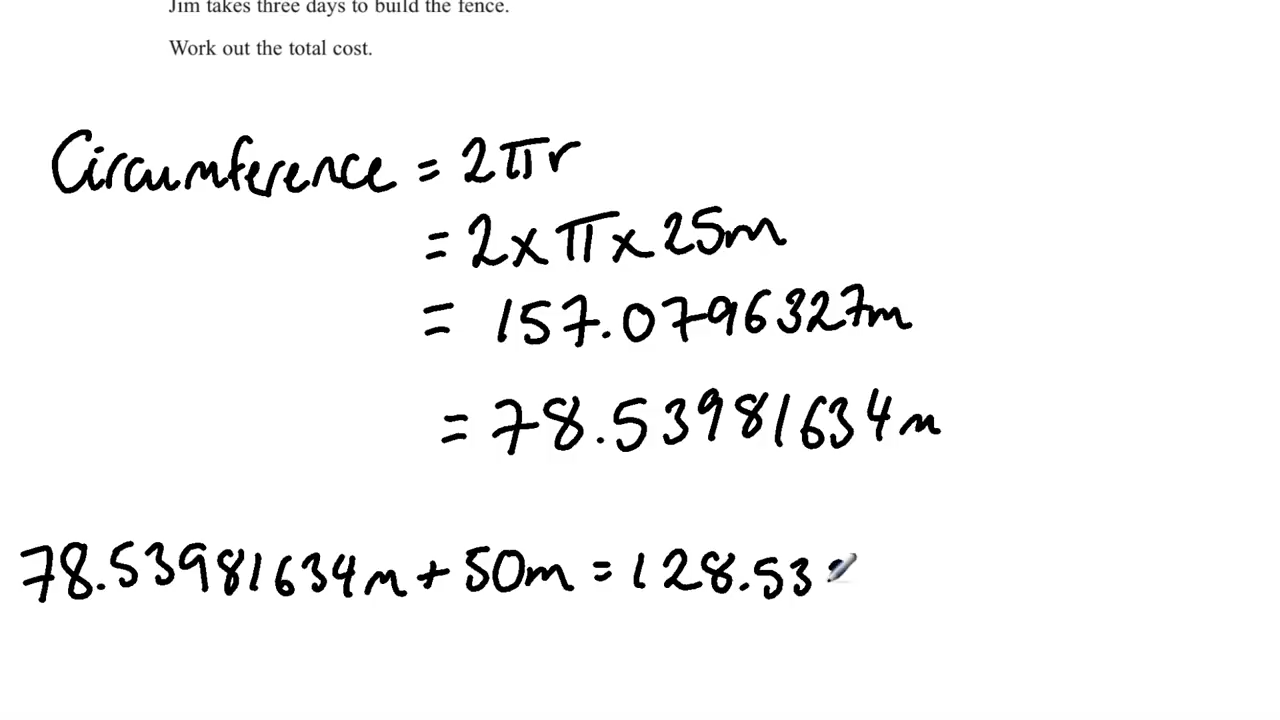 Jim takes three days to build the fence.
Work out the total cost.
Circumference = 2πr
= 2 x π x 25m
= 157.0796327m
= 78.53981634m
78.53981634m + 50m = 128.53